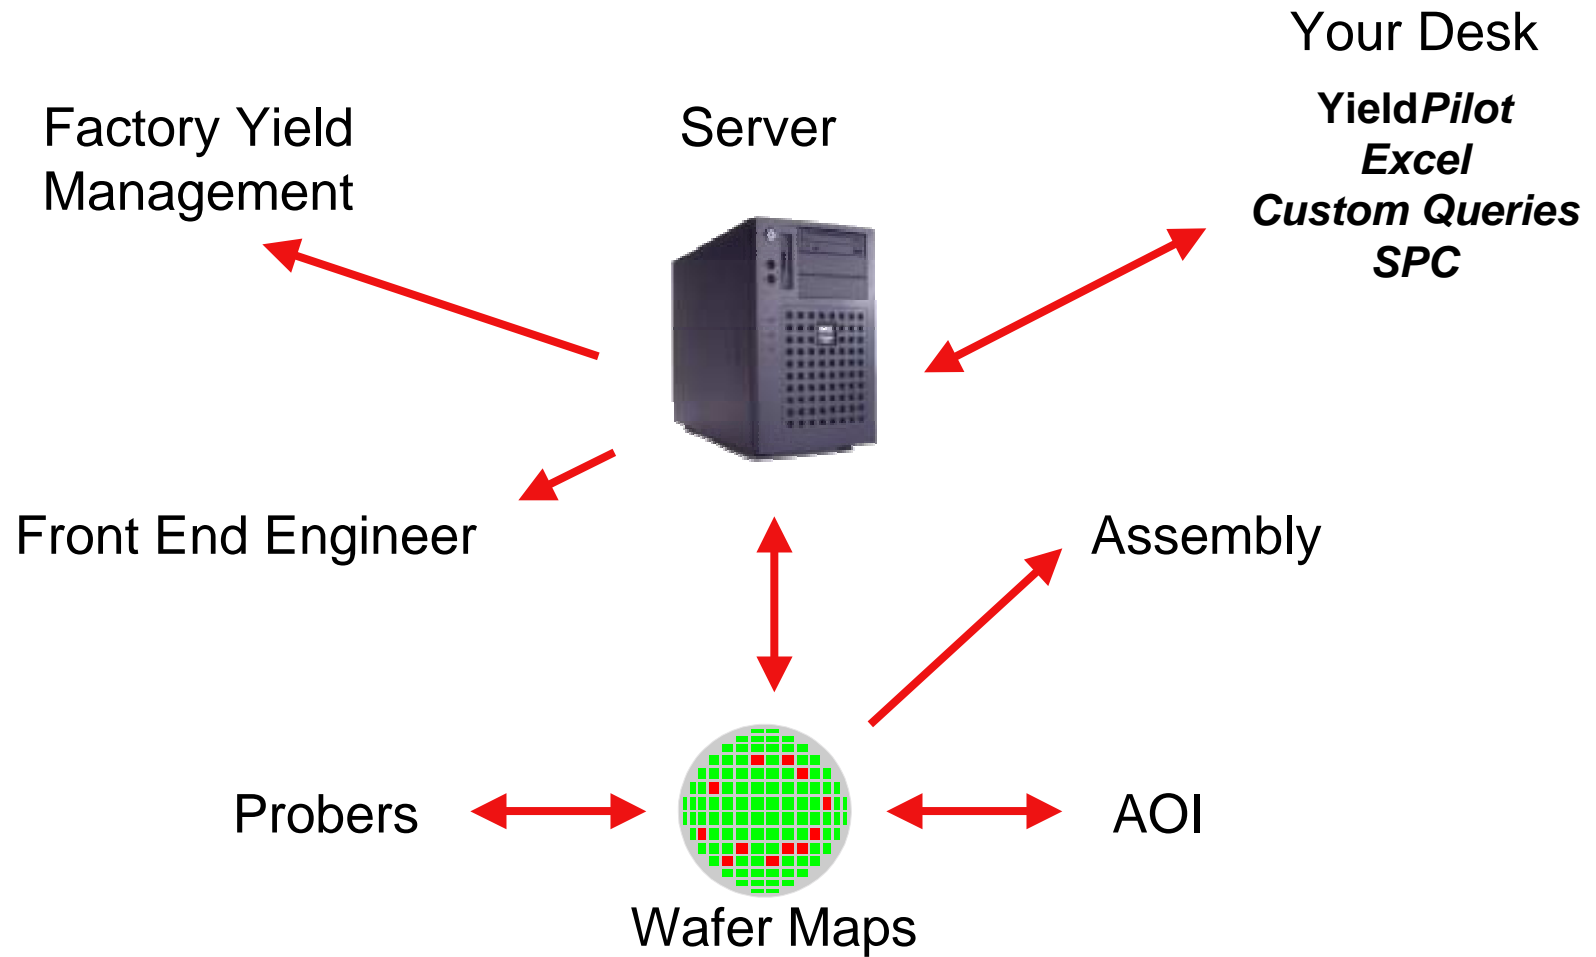 Your Desk
YieldPilot
Excel
Custom Queries
SPC
Factory Yield
Management
Server
Front End Engineer
Assembly
Probers
AOI
Wafer Maps